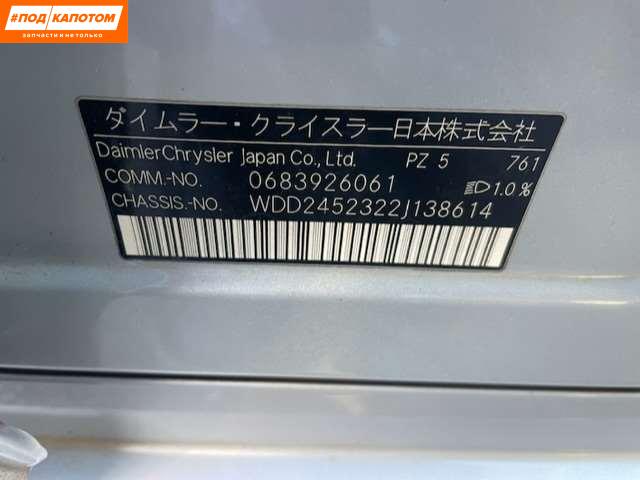 #ПОД КАПОТОМ
ЗАПЧАСТИ И НЕ ТОЛЬКО
ダイムラー・クライスラー日本株式会社
DaimlerChrysler Japan Co., Ltd. PZ 5 761
COMM.-NO. 0683926061 1.0%
CHASSIS.-NO. WDD2452322J138614